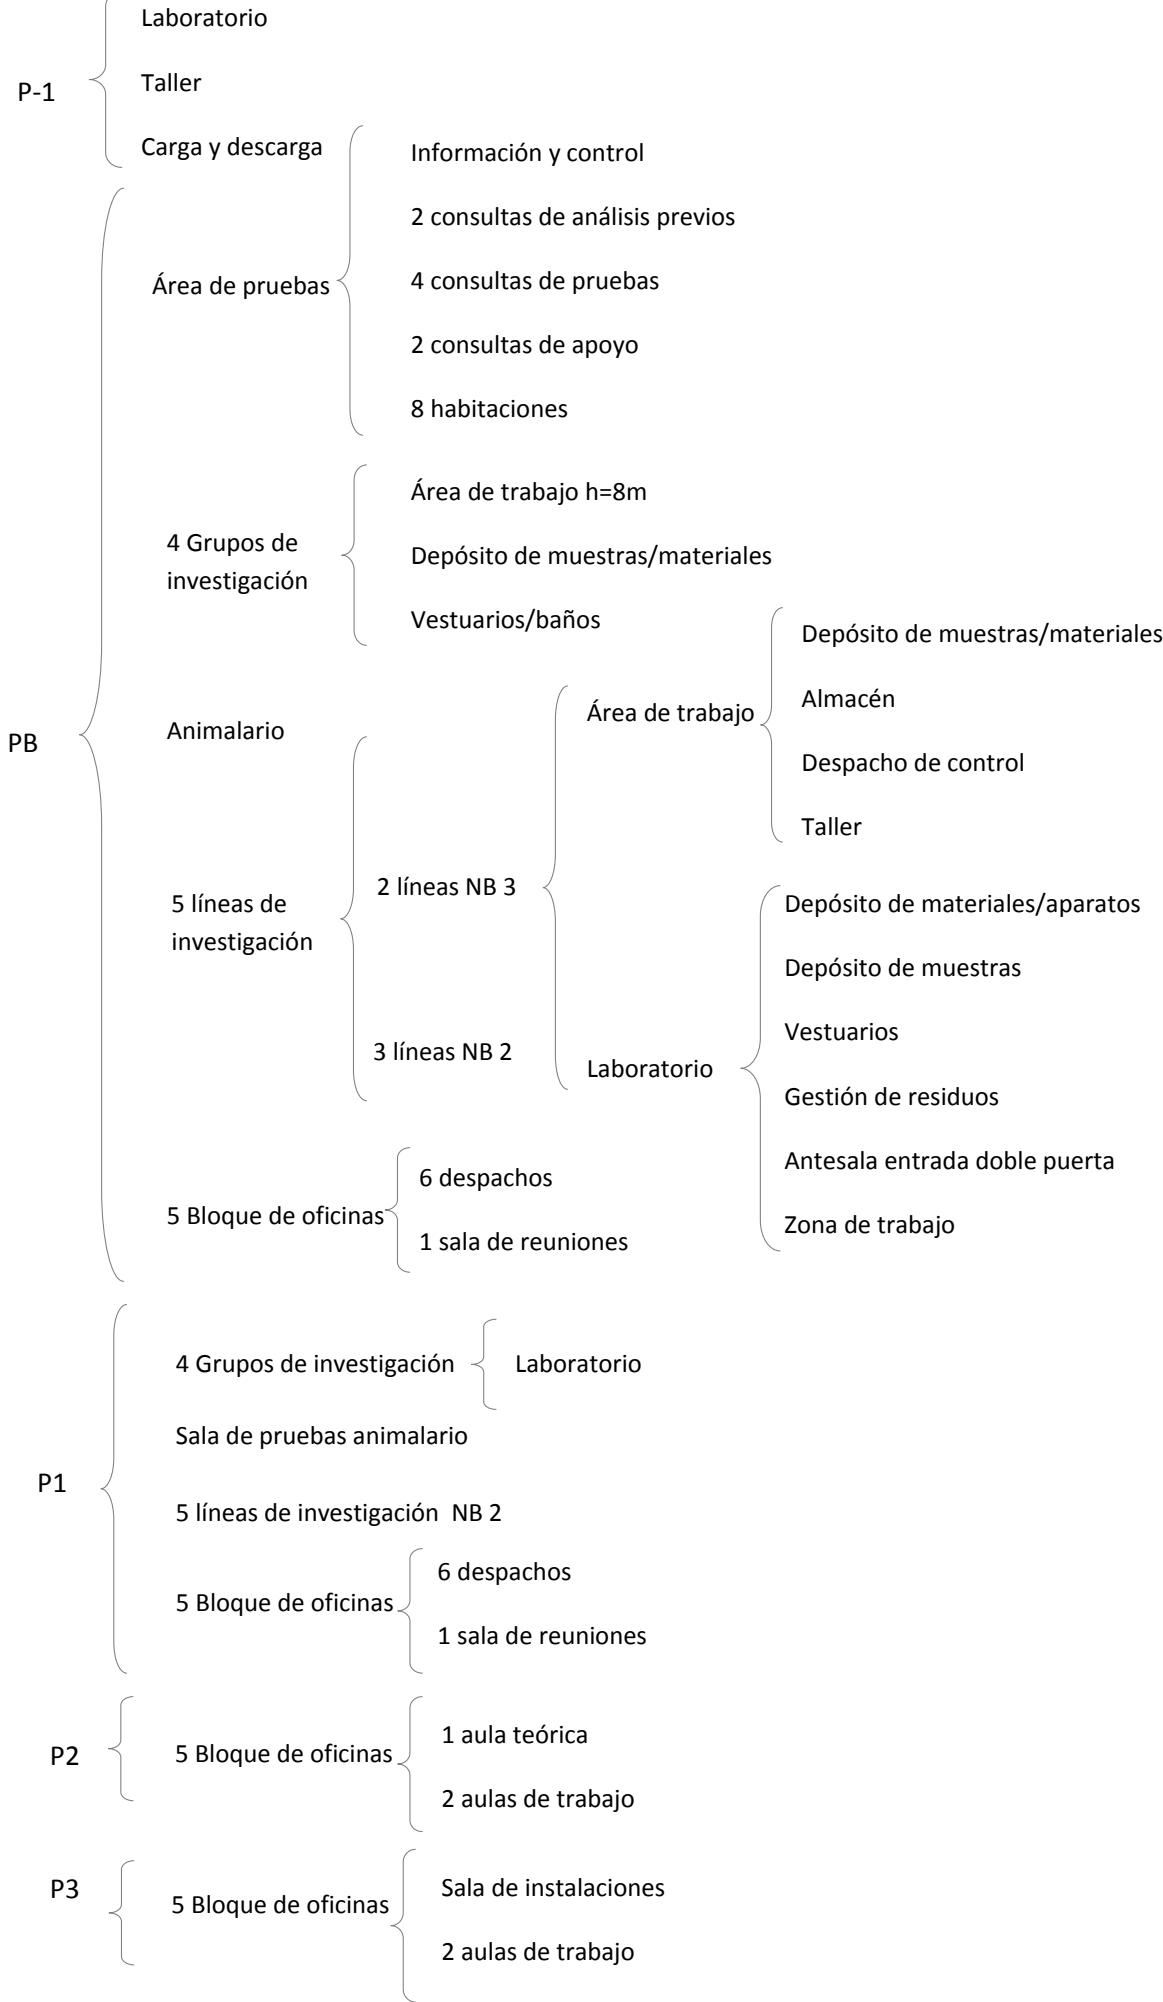 P-1
Laboratorio
Taller
Carga y descarga
PB
Área de pruebas
Información y control
2 consultas de análisis previos
4 consultas de pruebas
2 consultas de apoyo
8 habitaciones
4 Grupos de
investigación
Área de trabajo h=8m
Depósito de muestras/materiales
Vestuarios/baños
Animalario
5 líneas de
investigación
2 líneas NB 3
Área de trabajo
Depósito de muestras/materiales
Almacén
Despacho de control
Taller
Laboratorio
Depósito de materiales/aparatos
Depósito de muestras
Vestuarios
Gestión de residuos
Antesala entrada doble puerta
Zona de trabajo
3 líneas NB 2
5 Bloque de oficinas
6 despachos
1 sala de reuniones
P1
4 Grupos de investigación
Laboratorio
Sala de pruebas animalario
5 líneas de investigación  NB 2
5 Bloque de oficinas
6 despachos
1 sala de reuniones
P2
5 Bloque de oficinas
1 aula teórica
2 aulas de trabajo
P3
5 Bloque de oficinas
Sala de instalaciones
2 aulas de trabajo